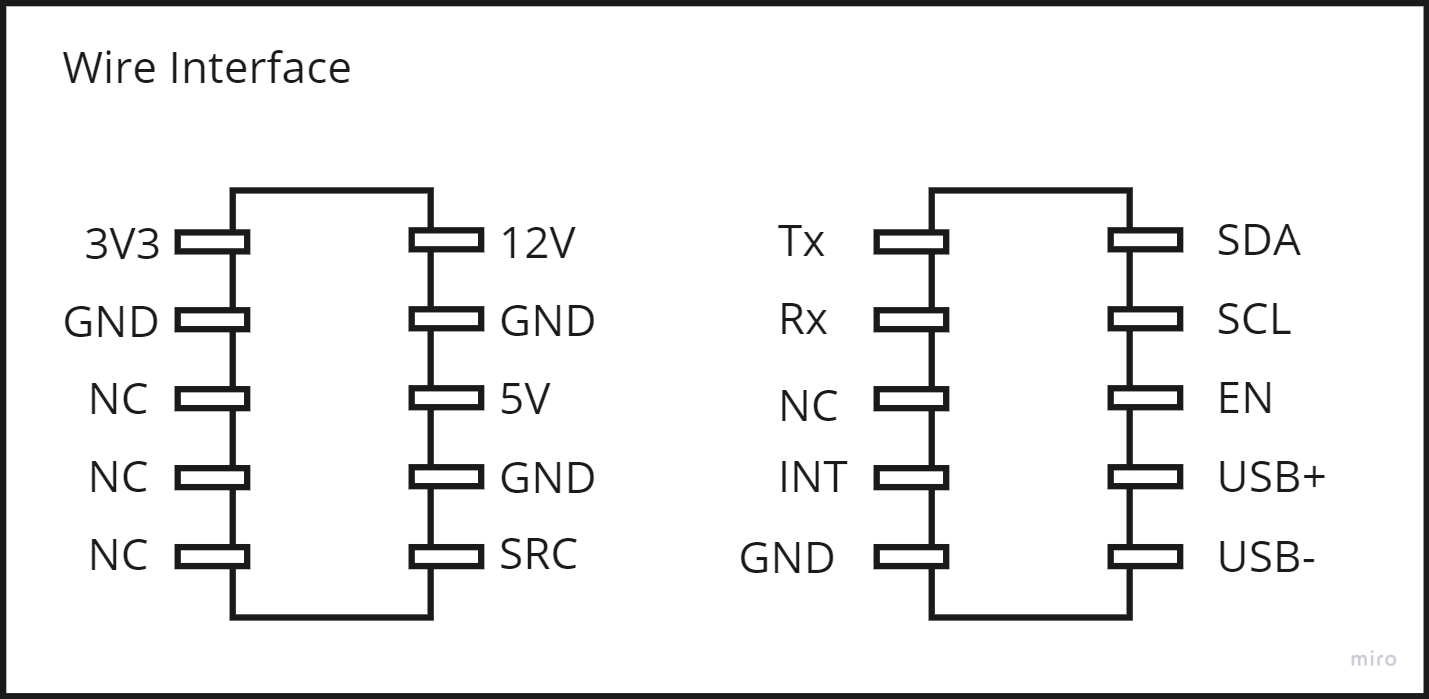 Wire Interface
3V3 12V
GND GND
NC 5V
NC GND
NC SRC
Tx SDA
Rx SCL
NC EN
INT USB+
GND USB-
miro